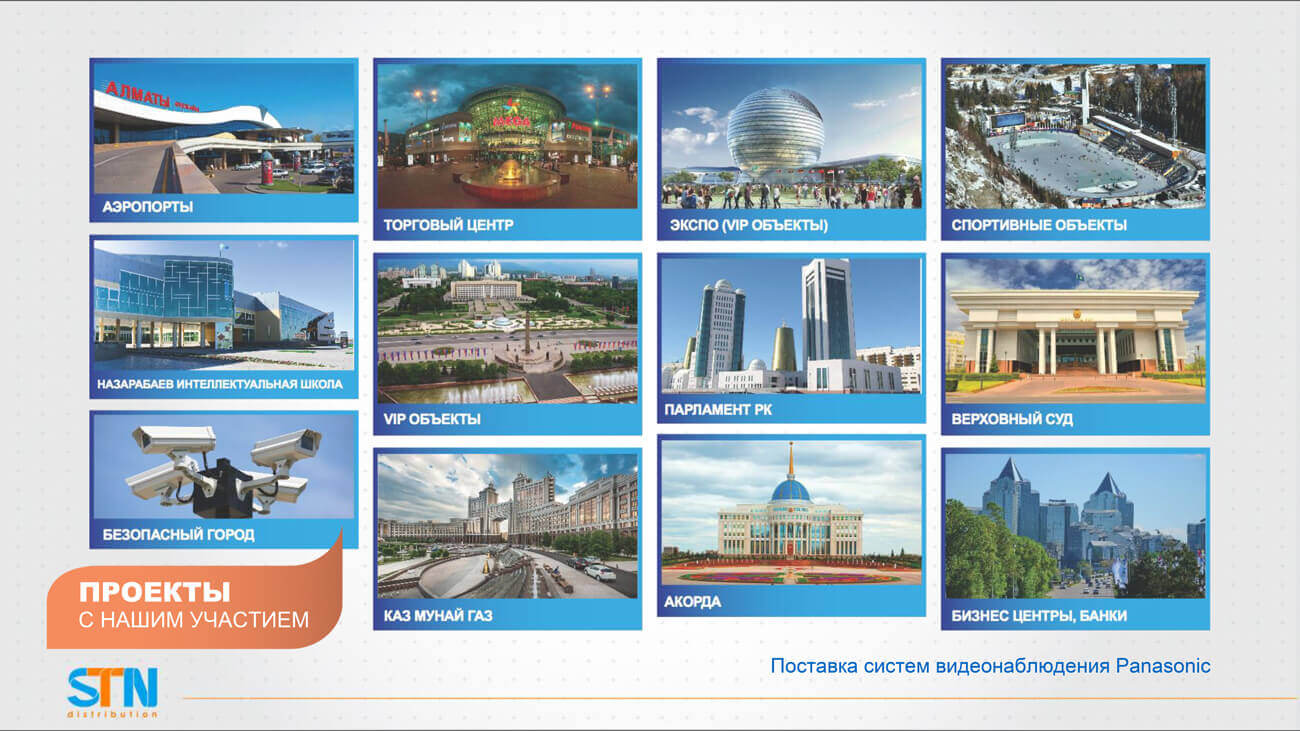 АЛМАТЫ
АЭРОПОРТЫ
ТОРГОВЫЙ ЦЕНТР
ЭКСПО (VIP ОБЪЕКТЫ)
СПОРТИВНЫЕ ОБЪЕКТЫ
НАЗАРАБАЕВ ИНТЕЛЛЕКТУАЛЬНАЯ ШКОЛА
VIP ОБЪЕКТЫ
ПАРЛАМЕНТ РК
ВЕРХОВНЫЙ СУД
БЕЗОПАСНЫЙ ГОРОД
КАЗ МУНАЙ ГАЗ
АКОРДА
БИЗНЕС ЦЕНТРЫ, БАНКИ
ПРОЕКТЫ
С НАШИМ УЧАСТИЕМ
Поставка систем видеонаблюдения Panasonic
STN
distribution